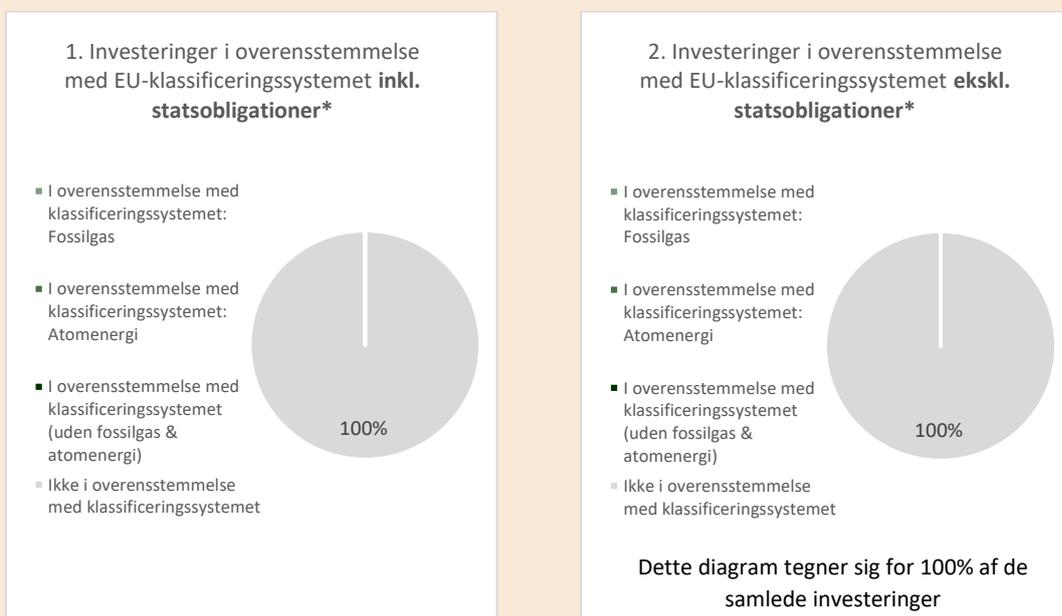 1. Investeringer i overensstemmelse
med EU-klassificeringssystemet inkl.
statsobligationer*
I overensstemmelse med
klassificeringssystemet:
Fossilgas
I overensstemmelse med
klassificeringssystemet:
Atomenergi
I overensstemmelse med
klassificeringssystemet
(uden fossilgas &
atomenergi)
Ikke i overensstemmelse
med klassificeringssystemet
100%
2. Investeringer i overensstemmelse
med EU-klassificeringssystemet ekskl.
statsobligationer*
I overensstemmelse med
klassificeringssystemet:
Fossilgas
I overensstemmelse med
klassificeringssystemet:
Atomenergi
I overensstemmelse med
klassificeringssystemet
(uden fossilgas &
atomenergi)
Ikke i overensstemmelse
med klassificeringssystemet
100%
Dette diagram tegner sig for 100% af de
samlede investeringer